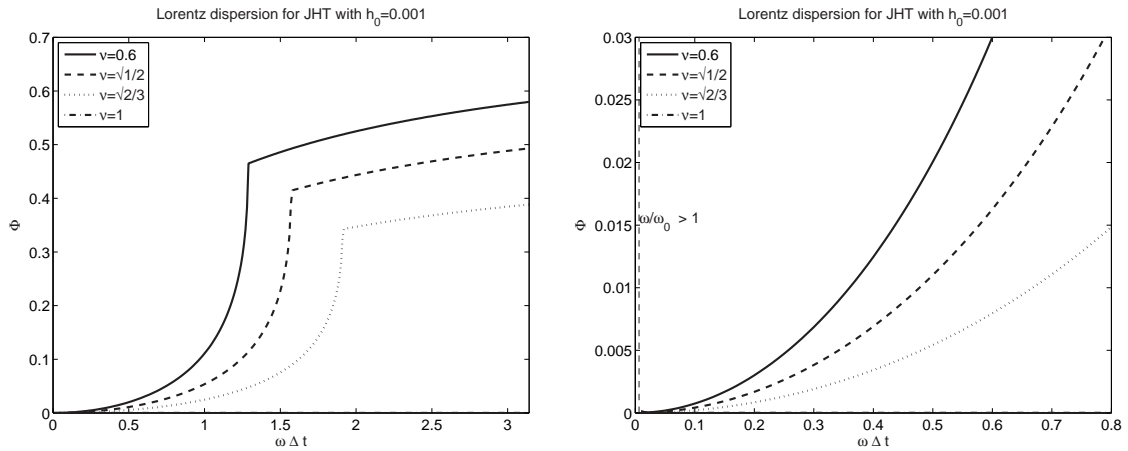 Lorentz dispersion for JHT with h₀=0.001
0.7
0.6
0.5
0.4
0.3
0.2
0.1
0
Φ
ν=0.6
ν=√1/2
ν=√2/3
ν=1
0 0.5 1 1.5 2 2.5 3
ω Δ t
Lorentz dispersion for JHT with h₀=0.001
0.03
0.025
0.02
0.015
0.01
0.005
0
Φ
ν=0.6
ν=√1/2
ν=√2/3
ν=1
ω/ω₀ > 1
0 0.1 0.2 0.3 0.4 0.5 0.6 0.7 0.8
ω Δ t